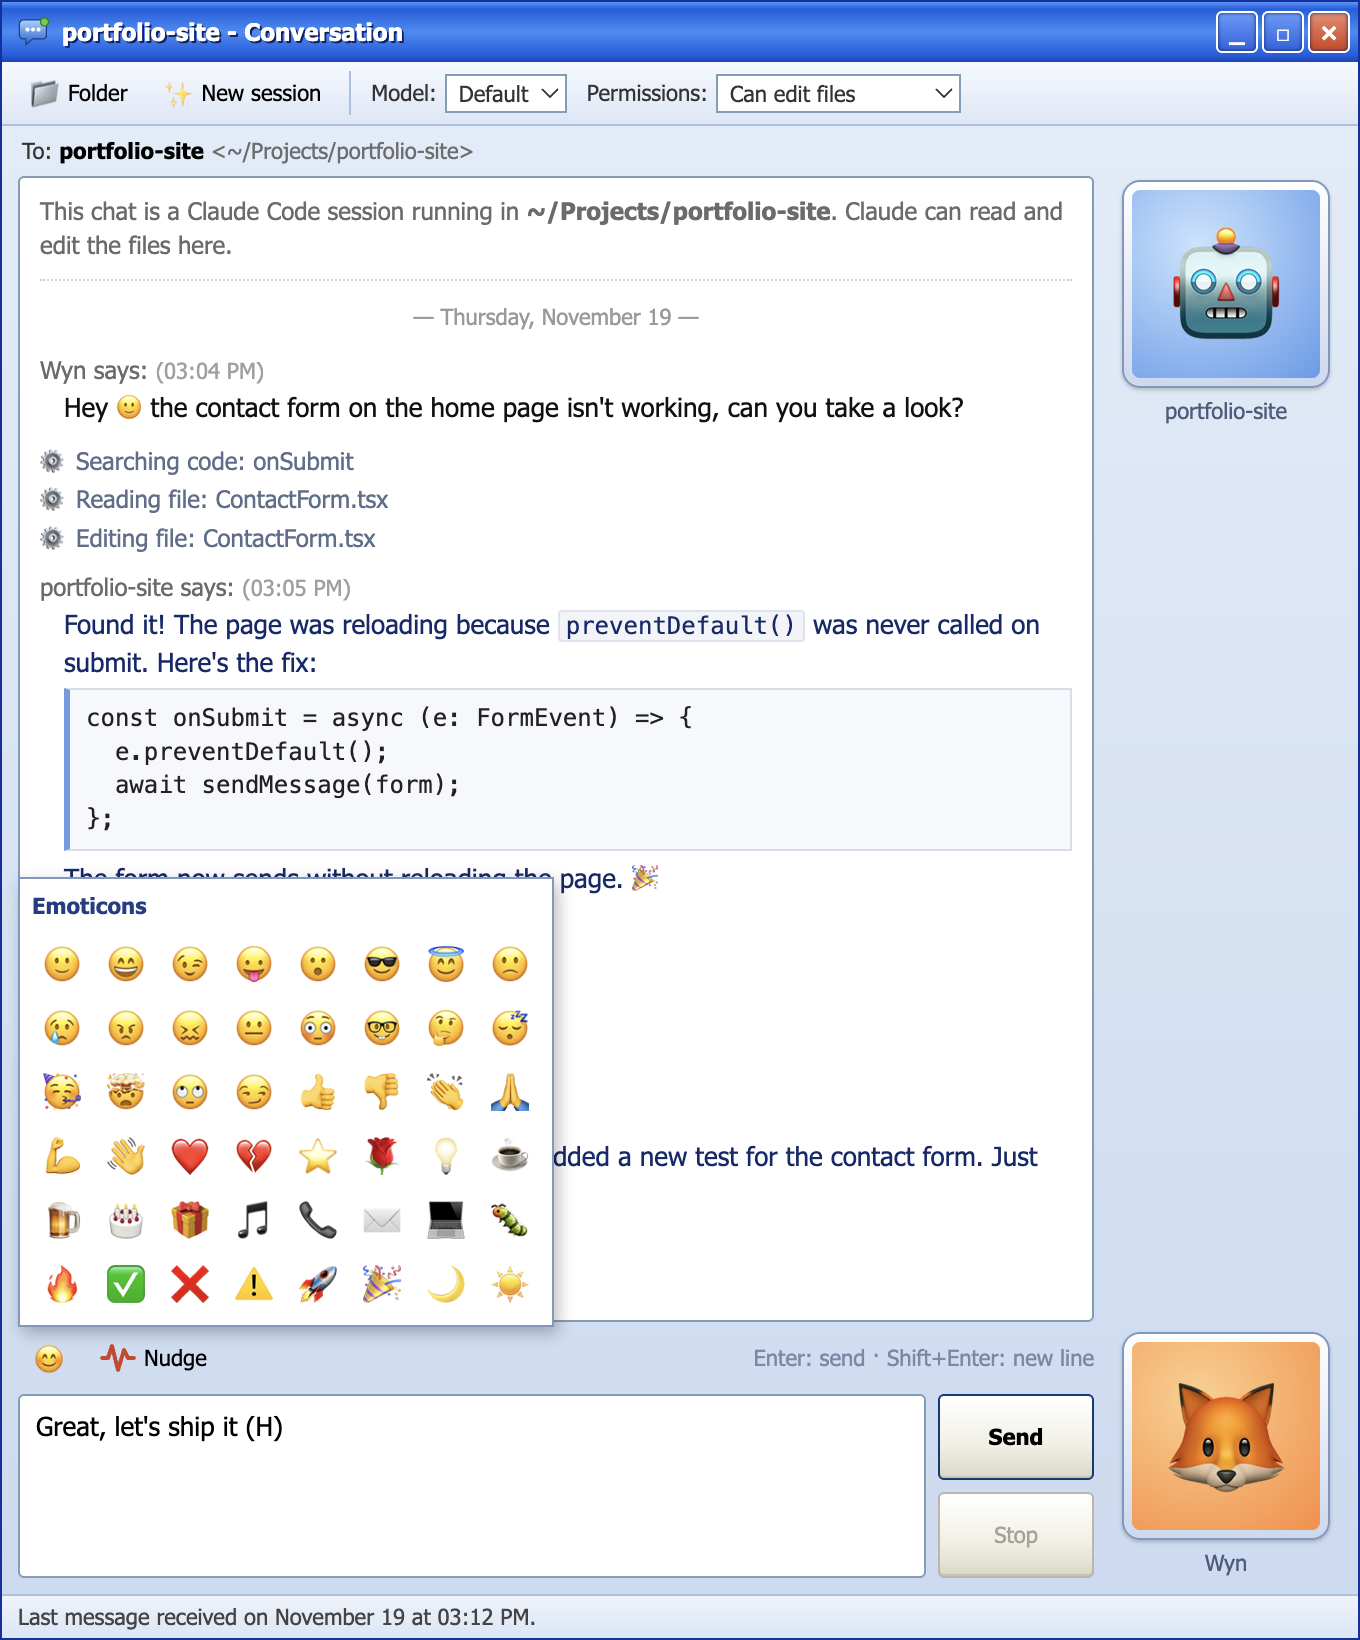 portfolio-site - Conversation
Folder
New session
Model:
Default
Permissions:
Can edit files
To: portfolio-site <~/Projects/portfolio-site>
This chat is a Claude Code session running in ~/Projects/portfolio-site. Claude can read and
edit the files here.
— Thursday, November 19 —
Wyn says: (03:04 PM)
Hey 🙂 the contact form on the home page isn't working, can you take a look?
Searching code: onSubmit
Reading file: ContactForm.tsx
Editing file: ContactForm.tsx
portfolio-site says: (03:05 PM)
Found it! The page was reloading because preventDefault() was never called on
submit. Here's the fix:
const onSubmit = async (e: FormEvent) => {
  e.preventDefault();
  await sendMessage(form);
};
The form now sends without reloading the page. 🎉
Emoticons
dded a new test for the contact form. Just
Nudge
Enter: send · Shift+Enter: new line
Great, let's ship it (H)
Send
Stop
portfolio-site
Wyn
Last message received on November 19 at 03:12 PM.